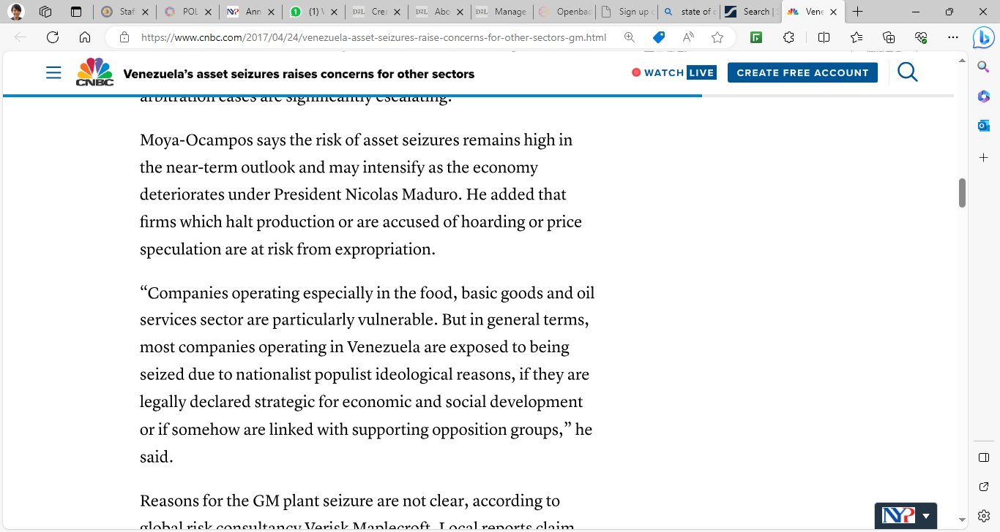 Staf
POL
Ann
(1) W
Crea
Abo
Manage
Openbad
Sign up o
state of c
Search | S
Vene
https://www.cnbc.com/2017/04/24/venezuela-asset-seizures-raise-concerns-for-other-sectors-gm.html
CNBC
Venezuela’s asset seizures raises concerns for other sectors
WATCH LIVE
CREATE FREE ACCOUNT
arbitration cases are significantly escalating.
Moya-Ocampos says the risk of asset seizures remains high in
the near-term outlook and may intensify as the economy
deteriorates under President Nicolas Maduro. He added that
firms which halt production or are accused of hoarding or price
speculation are at risk from expropriation.
“Companies operating especially in the food, basic goods and oil
services sector are particularly vulnerable. But in general terms,
most companies operating in Venezuela are exposed to being
seized due to nationalist populist ideological reasons, if they are
legally declared strategic for economic and social development
or if somehow are linked with supporting opposition groups,” he
said.
Reasons for the GM plant seizure are not clear, according to
global risk consultancy Verisk Maplecroft. Local reports claim
NYP